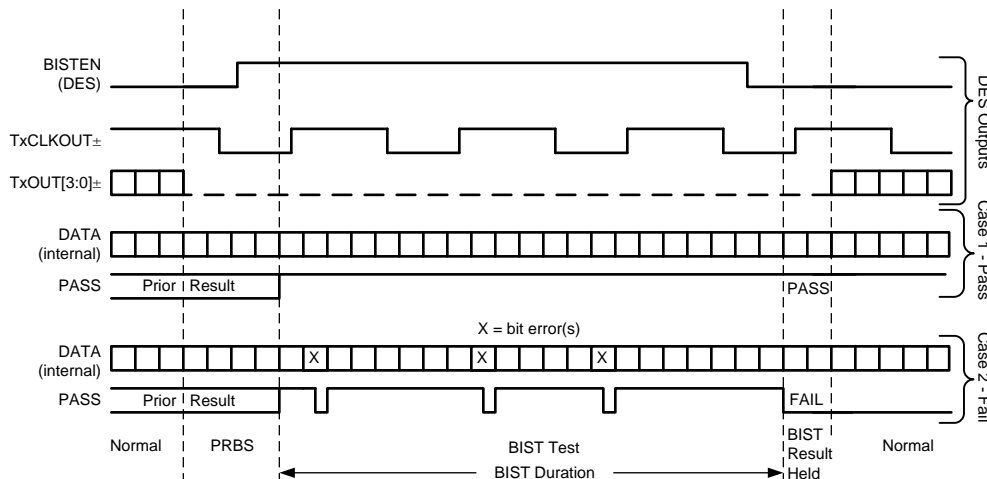 BISTEN
(DES)
TxCLKOUT±
TxOUT[3:0]±
DES Outputs
DATA
(internal)
PASS
Prior Result
PASS
Case 1 - Pass
X = bit error(s)
DATA
(internal)
X
X
X
PASS
Prior Result
FAIL
Case 2 - Fail
Normal
PRBS
BIST Test
BIST Duration
BIST
Result
Held
Normal